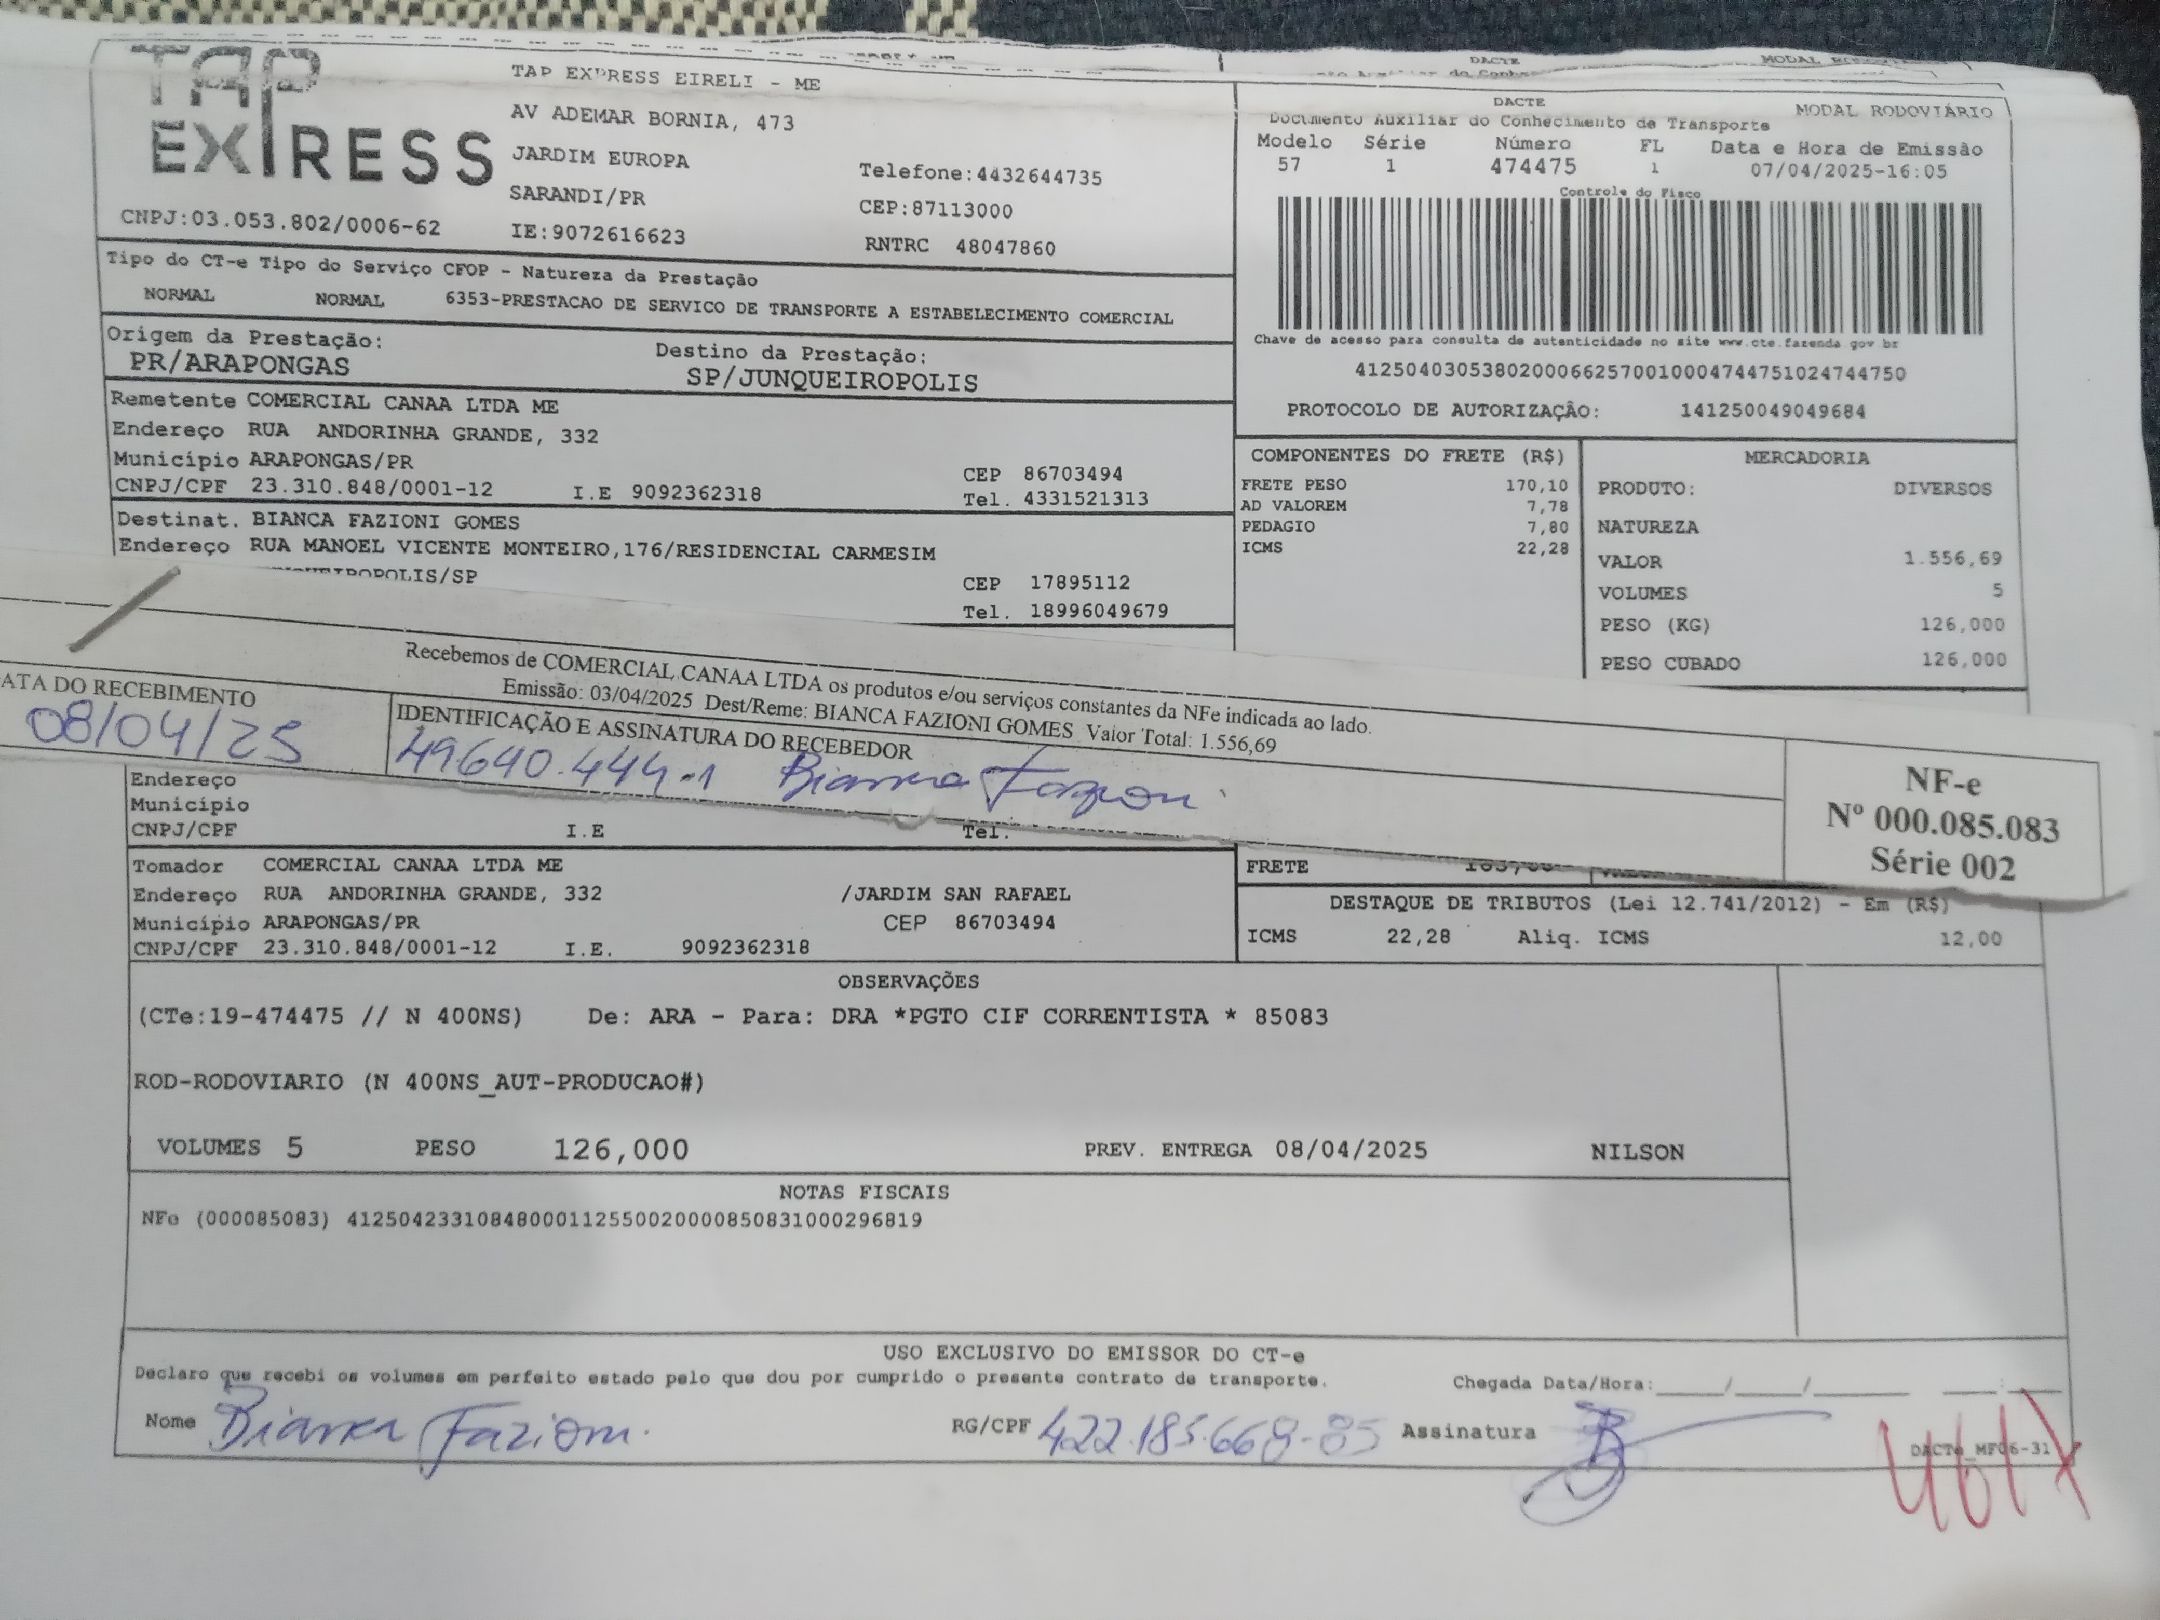 TAP EXPRESS
TAP EXPRESS EIRELI - ME
AV ADEMAR BORNIA, 473
JARDIM EUROPA
SARANDI/PR
Telefone:4432644735
CEP:87113000
CNPJ:03.053.802/0006-62 IE:9072616623 RNTRC 48047860
DACTE MODAL RODOVIÁRIO
Documento Auxiliar do Conhecimento de Transporte
Modelo Série Número FL Data e Hora de Emissão
57 1 474475 1 07/04/2025-16:05
Controle do Fisco
Chave de acesso para consulta de autenticidade no site www.cte.fazenda.gov br
41250403053802000662570010004744751024744750
PROTOCOLO DE AUTORIZAÇÃO: 141250049049684
Tipo do CT-e Tipo do Serviço CFOP - Natureza da Prestação
NORMAL NORMAL 6353-PRESTACAO DE SERVICO DE TRANSPORTE A ESTABELECIMENTO COMERCIAL
Origem da Prestação: Destino da Prestação:
PR/ARAPONGAS SP/JUNQUEIROPOLIS
Remetente COMERCIAL CANAA LTDA ME
Endereço RUA ANDORINHA GRANDE, 332
Município ARAPONGAS/PR CEP 86703494
CNPJ/CPF 23.310.848/0001-12 I.E 9092362318 Tel. 4331521313
Destinat. BIANCA FAZIONI GOMES
Endereço RUA MANOEL VICENTE MONTEIRO,176/RESIDENCIAL CARMESIM
CEP 17895112
Tel. 18996049679
COMPONENTES DO FRETE (R$)
FRETE PESO 170,10
AD VALOREM 7,78
PEDAGIO 7,80
ICMS 22,28
MERCADORIA
PRODUTO: DIVERSOS
NATUREZA
VALOR 1.556,69
VOLUMES 5
PESO (KG) 126,000
PESO CUBADO 126,000
Recebemos de COMERCIAL CANAA LTDA os produtos e/ou serviços constantes da NFe indicada ao lado.
Emissão: 03/04/2025 Dest/Reme: BIANCA FAZIONI GOMES Valor Total: 1.556,69
ATA DO RECEBIMENTO IDENTIFICAÇÃO E ASSINATURA DO RECEBEDOR
08/04/25 49640.444-1 Bianca Fazioni
NF-e
Nº 000.085.083
Série 002
Endereço
Município
CNPJ/CPF I.E Tel.
Tomador COMERCIAL CANAA LTDA ME
Endereço RUA ANDORINHA GRANDE, 332 /JARDIM SAN RAFAEL
Município ARAPONGAS/PR CEP 86703494
CNPJ/CPF 23.310.848/0001-12 I.E. 9092362318
FRETE
DESTAQUE DE TRIBUTOS (Lei 12.741/2012) - Em (R$)
ICMS 22,28 Aliq. ICMS 12,00
OBSERVAÇÕES
(CTe:19-474475 // N 400NS) De: ARA - Para: DRA *PGTO CIF CORRENTISTA * 85083
ROD-RODOVIARIO (N 400NS_AUT-PRODUCAO#)
VOLUMES 5 PESO 126,000 PREV. ENTREGA 08/04/2025 NILSON
NOTAS FISCAIS
NFe (000085083) 41250423310848000112550020000850831000296819
USO EXCLUSIVO DO EMISSOR DO CT-e
Declaro que recebi os volumes em perfeito estado pelo que dou por cumprido o presente contrato de transporte. Chegada Data/Hora:
Nome Bianca Fazioni. RG/CPF 422.185.668-85 Assinatura
DACTe_MF06-31